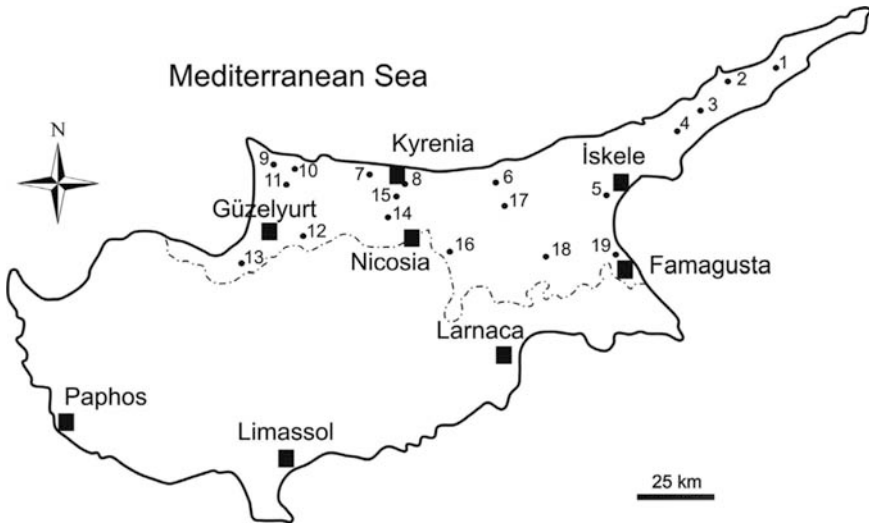 Mediterranean Sea
N
1
2
3
4
Kyrenia
İskele
9
10
11
7
8
6
5
15
17
Güzelyurt
14
12
Nicosia
16
18
19
13
Famagusta
Larnaca
Paphos
Limassol
25 km